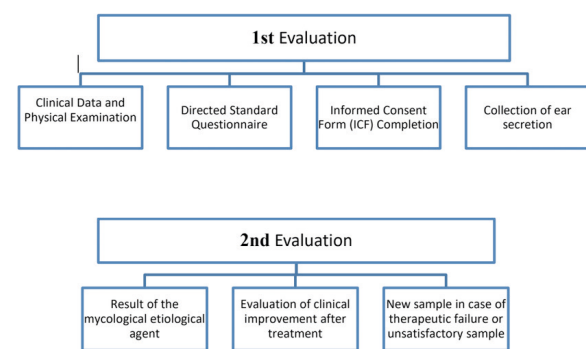 1st Evaluation
Clinical Data and
Physical Examination
Directed Standard
Questionnaire
Informed Consent
Form (ICF) Completion
Collection of ear
secretion
2nd Evaluation
Result of the
mycological etiological
agent
Evaluation of clinical
improvement after
treatment
New sample in case of
therapeutic failure or
unsatisfactory sample